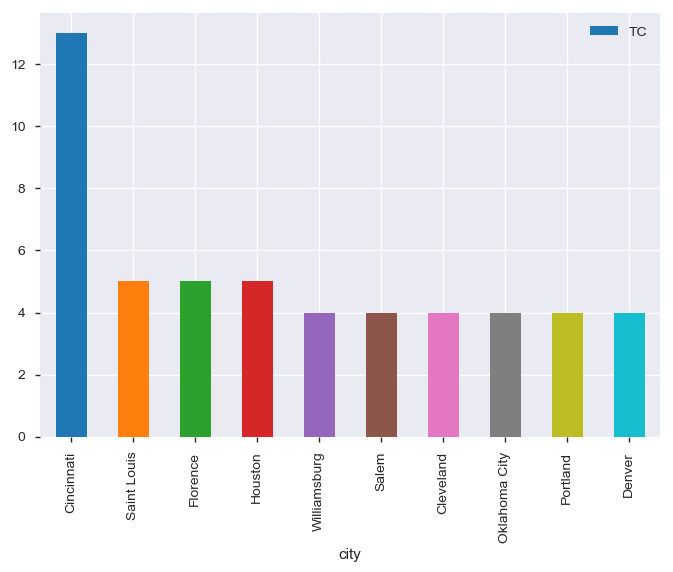 TC
12
10
8
6
4
2
0
Cincinnati
Saint Louis
Florence
Houston
Williamsburg
Salem
Cleveland
Oklahoma City
Portland
Denver
city